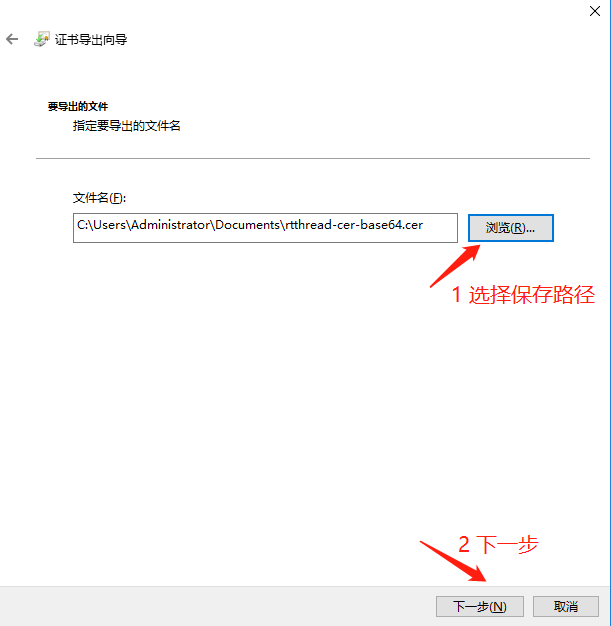 证书导出向导
要导出的文件
指定要导出的文件名
文件名(F):
C:\Users\Administrator\Documents\rtthread-cer-base64.cer
浏览(R)...
1 选择保存路径
2 下一步
下一步(N)
取消